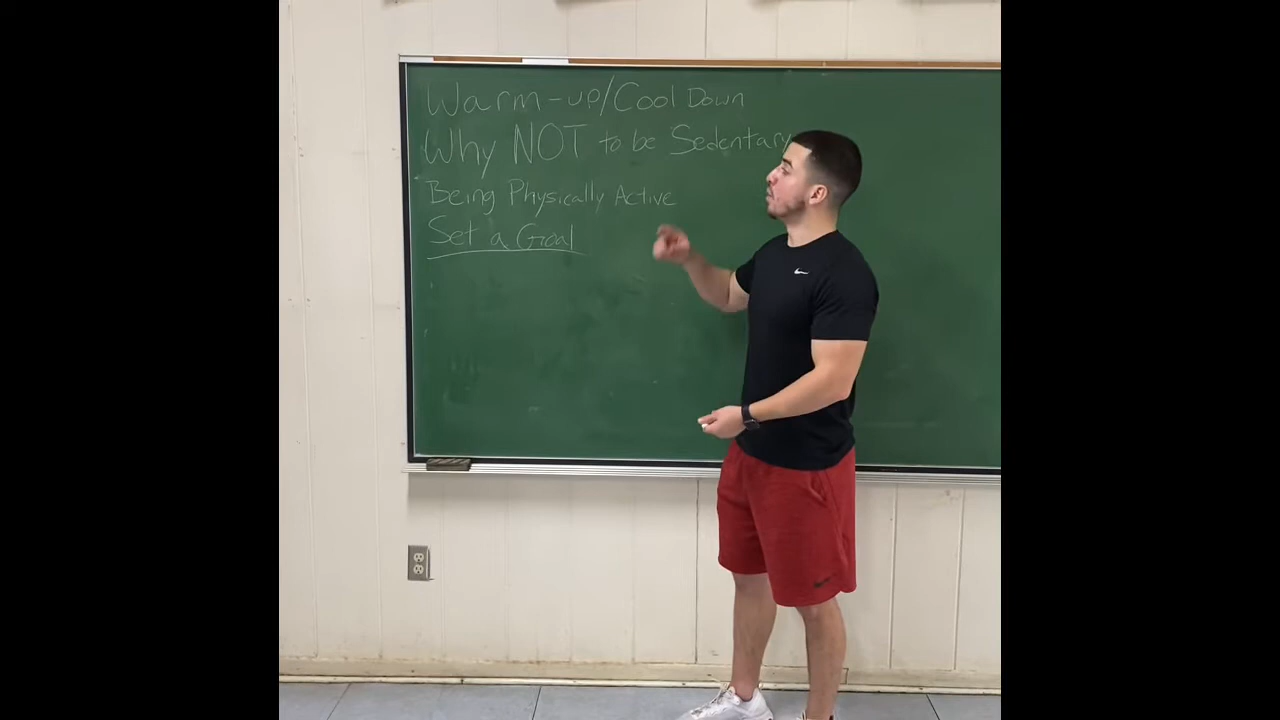 Warm-up/Cool Down
Why NOT to be Sedentary
Being Physically Active
Set a Goal